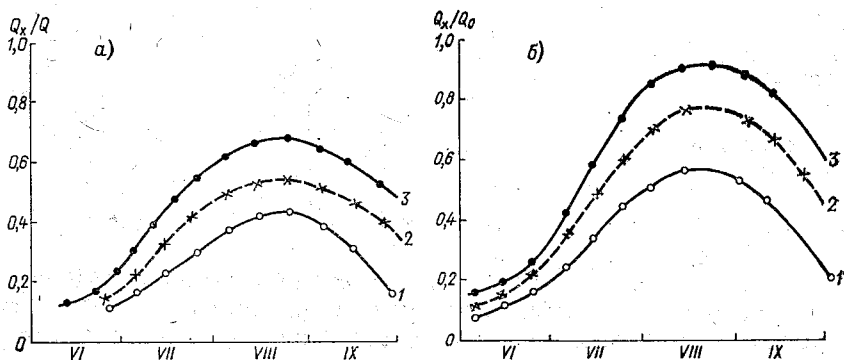 Qₓ/Q
1,0
0,8
0,6
0,4
0,2
0
а)
3
2
1
VI VII VIII IX
Qₓ/Q₀
1,0
0,8
0,6
0,4
0,2
б)
3
2
1
VI VII VIII IX